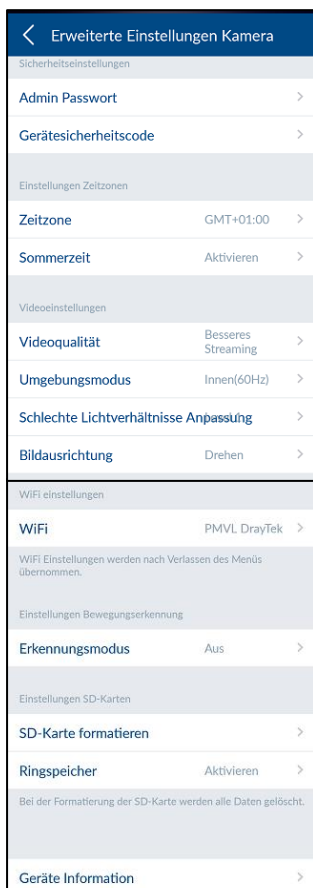 Erweiterte Einstellungen Kamera
Sicherheitseinstellungen
Admin Passwort
Gerätesicherheitscode
Einstellungen Zeitzonen
Zeitzone GMT+01:00
Sommerzeit Aktivieren
Videoeinstellungen
Videoqualität Besseres Streaming
Umgebungsmodus Innen(60Hz)
Schlechte Lichtverhältnisse Anpassung
Bildausrichtung Drehen
WiFi einstellungen
WiFi PMVL DrayTek
WiFi Einstellungen werden nach Verlassen des Menüs
übernommen.
Einstellungen Bewegungserkennung
Erkennungsmodus Aus
Einstellungen SD-Karten
SD-Karte formatieren
Ringspeicher Aktivieren
Bei der Formatierung der SD-Karte werden alle Daten gelöscht.
Geräte Information